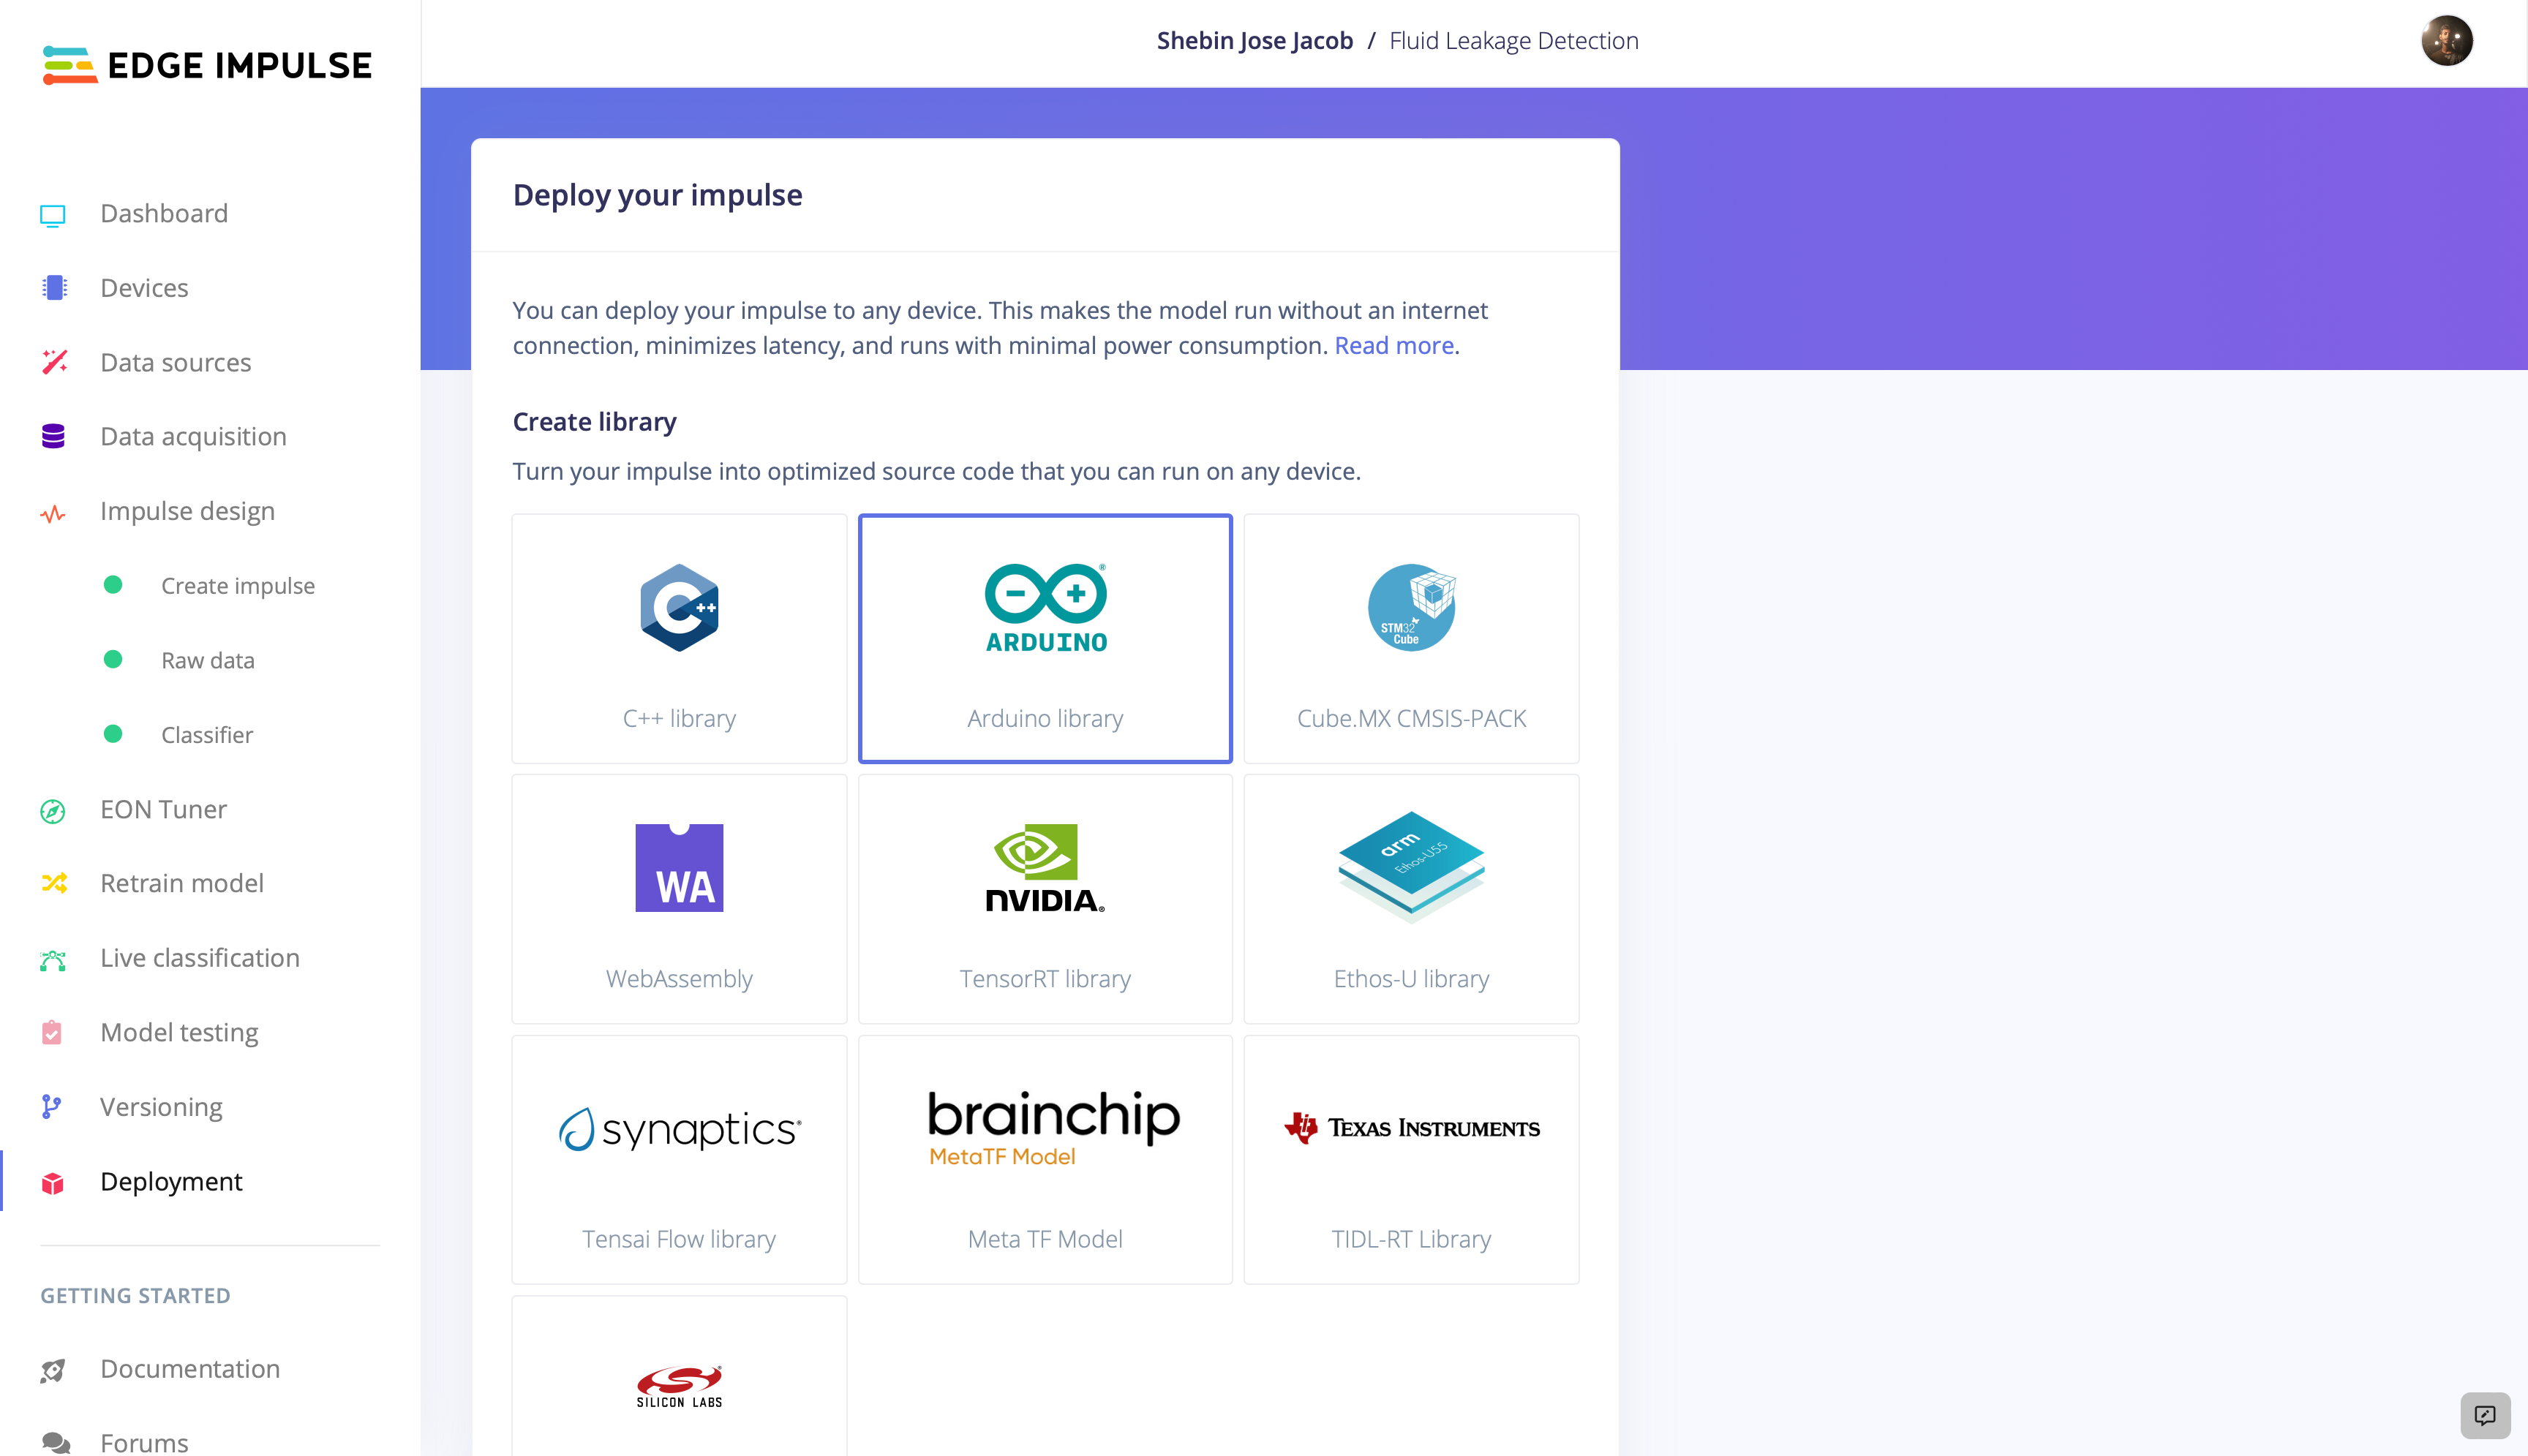 EDGE IMPULSE
Shebin Jose Jacob / Fluid Leakage Detection
Dashboard
Devices
Data sources
Data acquisition
Impulse design
Create impulse
Raw data
Classifier
EON Tuner
Retrain model
Live classification
Model testing
Versioning
Deployment
GETTING STARTED
Documentation
Forums
Deploy your impulse
You can deploy your impulse to any device. This makes the model run without an internet
connection, minimizes latency, and runs with minimal power consumption. Read more.
Create library
Turn your impulse into optimized source code that you can run on any device.
C++
C++ library
ARDUINO
Arduino library
STM32
Cube
Cube.MX CMSIS-PACK
WA
WebAssembly
NVIDIA
TensorRT library
arm
Ethos-U55
Ethos-U library
synaptics
Tensai Flow library
brainchip
MetaTF Model
Meta TF Model
TEXAS INSTRUMENTS
TIDL-RT Library
SILICON LABS